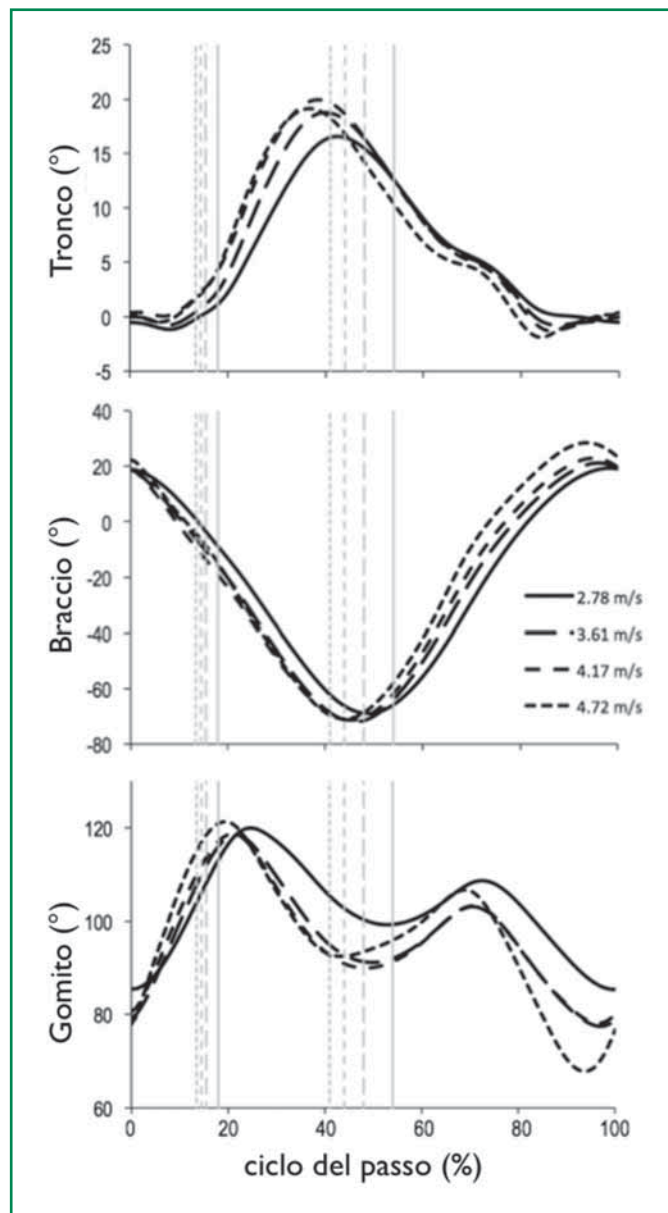 25
20
15
10
5
0
-5
Tronco (°)
40
20
0
-20
-40
-60
-80
Braccio (°)
2.78 m/s
3.61 m/s
4.17 m/s
4.72 m/s
120
100
80
60
Gomito (°)
0 20 40 60 80 100
ciclo del passo (%)